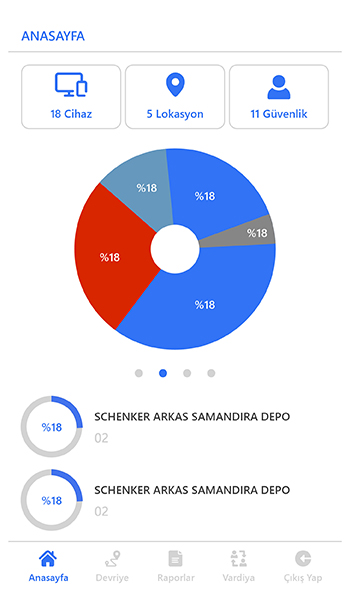 ANASAYFA
18 Cihaz
5 Lokasyon
11 Güvenlik
%18
%18
%18
%18
%18
%18
SCHENKER ARKAS SAMANDIRA DEPO
02
%18
SCHENKER ARKAS SAMANDIRA DEPO
02
Anasayfa
Devriye
Raporlar
Vardiya
Çıkış Yap